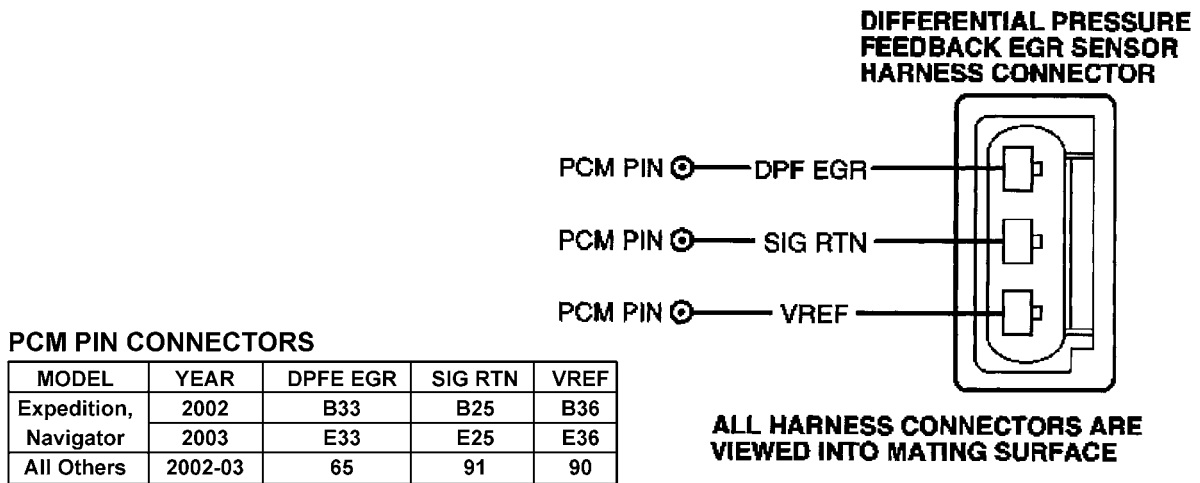 DIFFERENTIAL PRESSURE
FEEDBACK EGR SENSOR
HARNESS CONNECTOR
PCM PIN DPF EGR
PCM PIN SIG RTN
PCM PIN VREF
PCM PIN CONNECTORS
MODEL YEAR DPFE EGR SIG RTN VREF
Expedition, 2002 B33 B25 B36
Navigator 2003 E33 E25 E36
All Others 2002-03 65 91 90
ALL HARNESS CONNECTORS ARE
VIEWED INTO MATING SURFACE